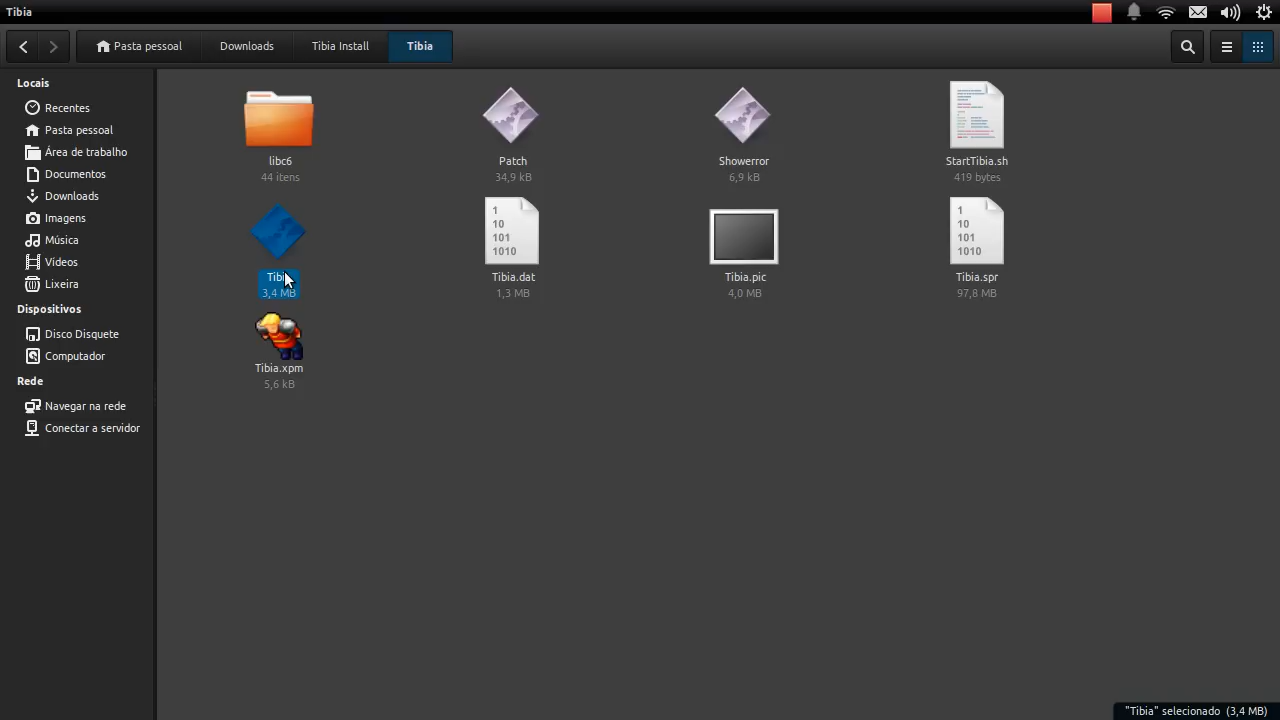 Tibia
Pasta pessoal
Downloads
Tibia Install
Tibia
Locais
Recentes
Pasta pessoal
Área de trabalho
Documentos
Downloads
Imagens
Música
Vídeos
Lixeira
Dispositivos
Disco Disquete
Computador
Rede
Navegar na rede
Conectar a servidor
libc6
44 itens
Patch
34,9 kB
Showerror
6,9 kB
StartTibia.sh
419 bytes
Tibia
3,4 MB
1
10
101
1010
Tibia.dat
1,3 MB
Tibia.pic
4,0 MB
1
10
101
1010
Tibia.spr
97,8 MB
Tibia.xpm
5,6 kB
"Tibia" selecionado (3,4 MB)